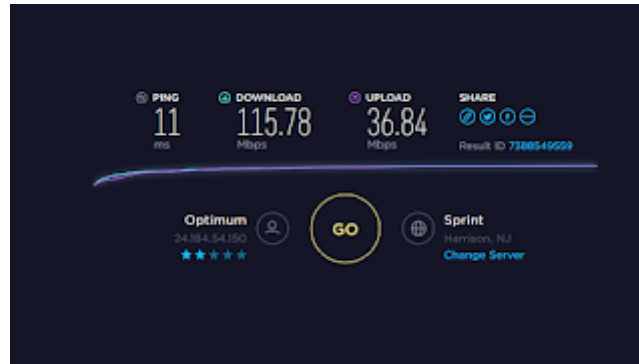 PING
11
ms
DOWNLOAD
115.78
Mbps
UPLOAD
36.84
Mbps
SHARE
Result ID 7388549559
Optimum
24.184.54.150
GO
Sprint
Harrison, NJ
Change Server